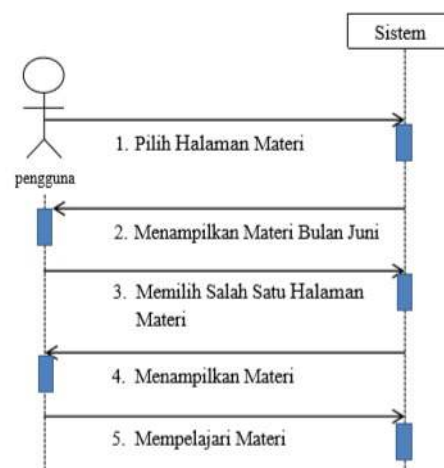 Sistem
1. Pilih Halaman Materi
pengguna
2. Menampilkan Materi Bulan Juni
3. Memilih Salah Satu Halaman
Materi
4. Menampilkan Materi
5. Mempelajari Materi